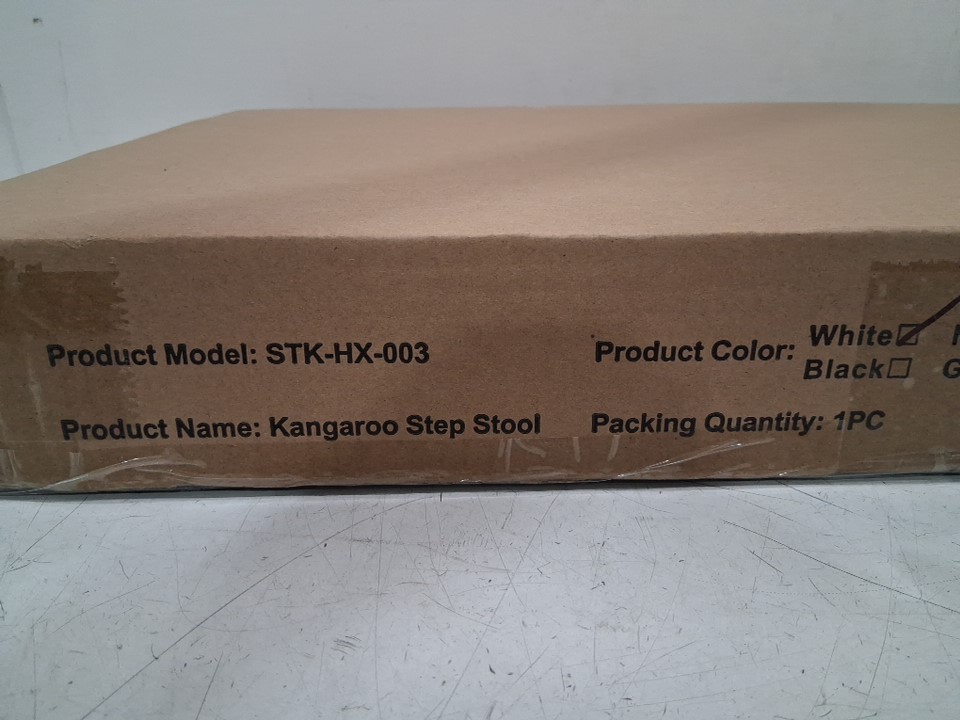 Product Model: STK-HX-003
Product Color: White☑
Black☐
Product Name: Kangaroo Step Stool
Packing Quantity: 1PC